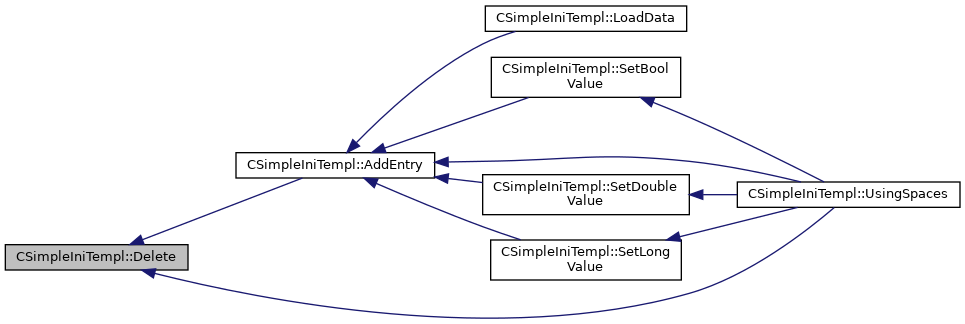 CSimpleIniTempl::LoadData
CSimpleIniTempl::SetBool
Value
CSimpleIniTempl::AddEntry
CSimpleIniTempl::SetDouble
Value
CSimpleIniTempl::UsingSpaces
CSimpleIniTempl::SetLong
Value
CSimpleIniTempl::Delete